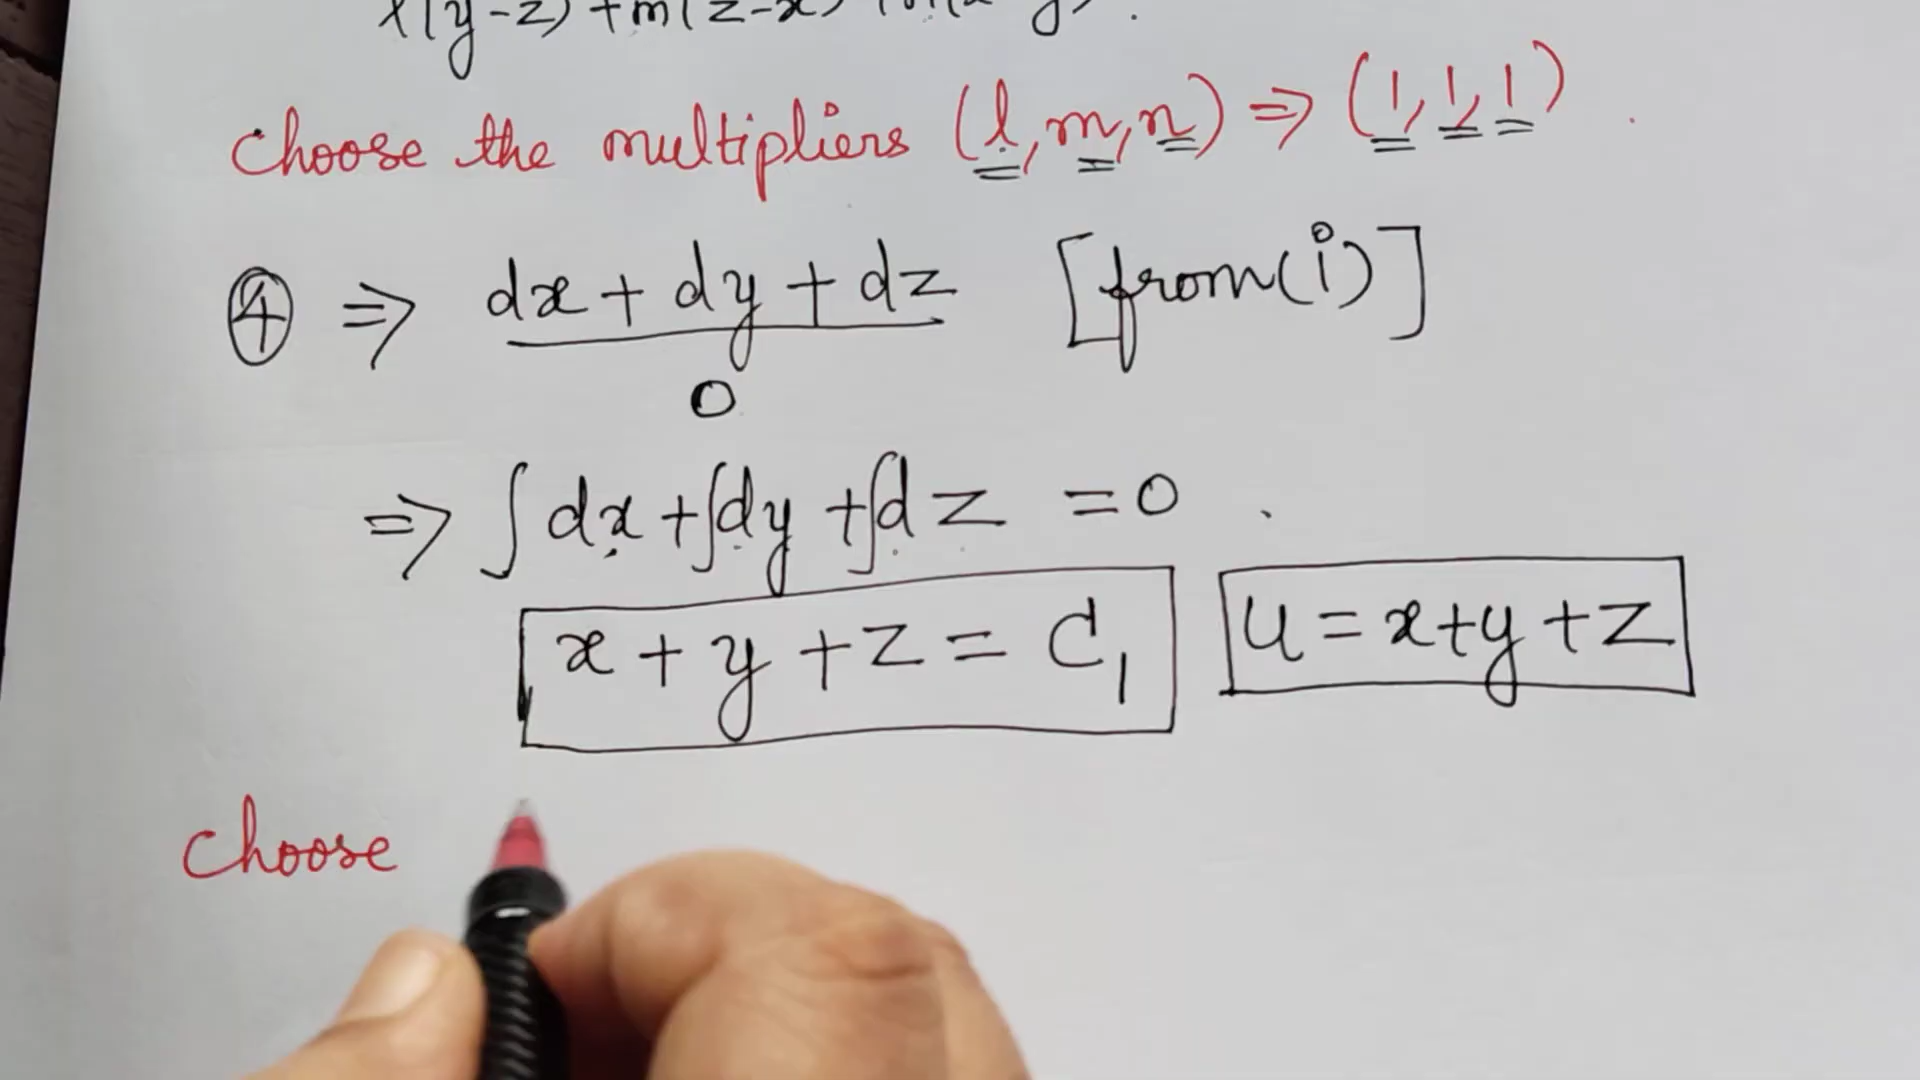 (y-z) + m(z-x)
choose the multipliers (l, m, n) ⇒ (1, 1, 1)
④ ⇒ dx + dy + dz [from (i)]
0
⇒ ∫dx + ∫dy + ∫dz = 0 .
x + y + z = C₁ u = x+y+z
choose